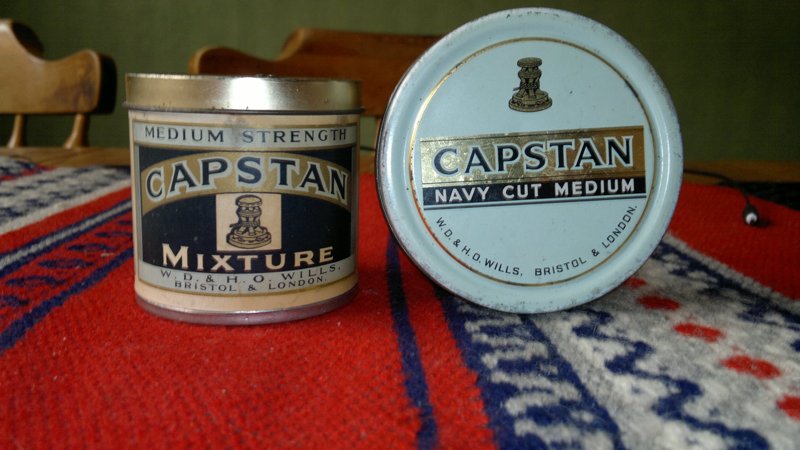 MEDIUM STRENGTH
CAPSTAN
MIXTURE
W.D. & H.O. WILLS,
BRISTOL & LONDON.
CAPSTAN
NAVY CUT MEDIUM
W.D. & H.O. WILLS, BRISTOL & LONDON.